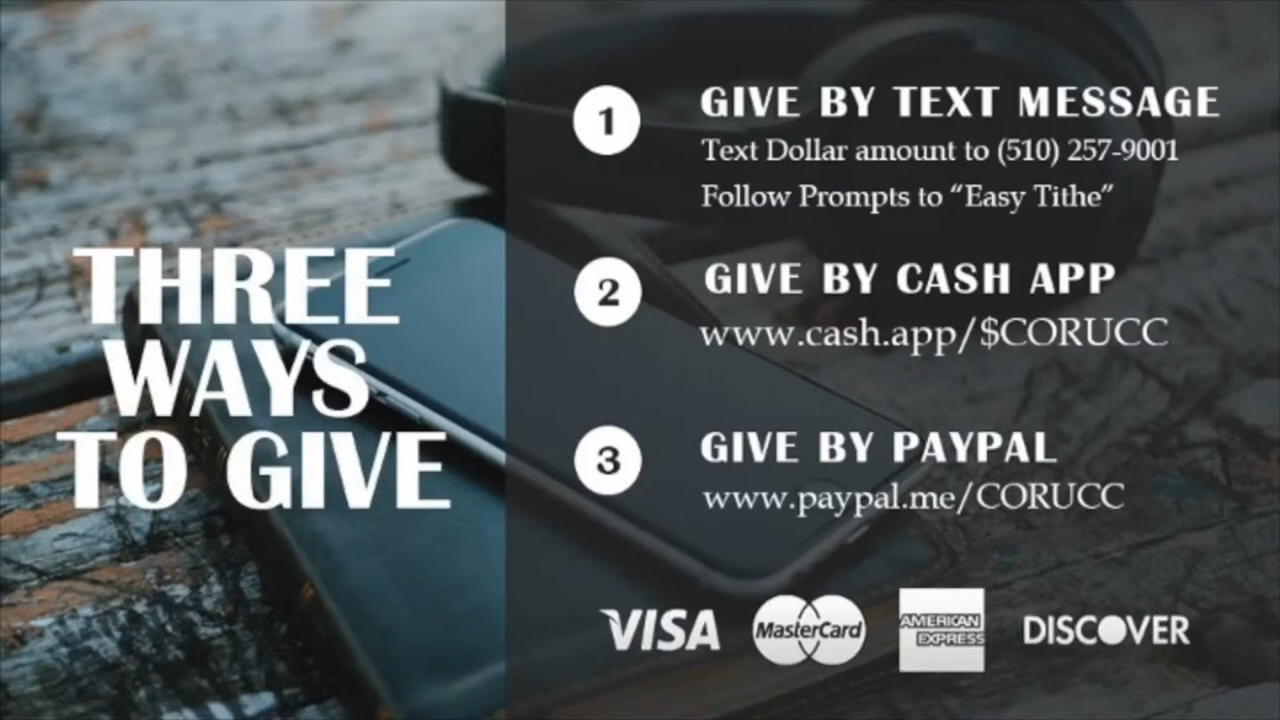 THREE
WAYS
TO GIVE
1
GIVE BY TEXT MESSAGE
Text Dollar amount to (510) 257-9001
Follow Prompts to “Easy Tithe”
2
GIVE BY CASH APP
www.cash.app/$CORUCC
3
GIVE BY PAYPAL
www.paypal.me/CORUCC
VISA
MasterCard
AMERICAN
EXPRESS
DISCOVER